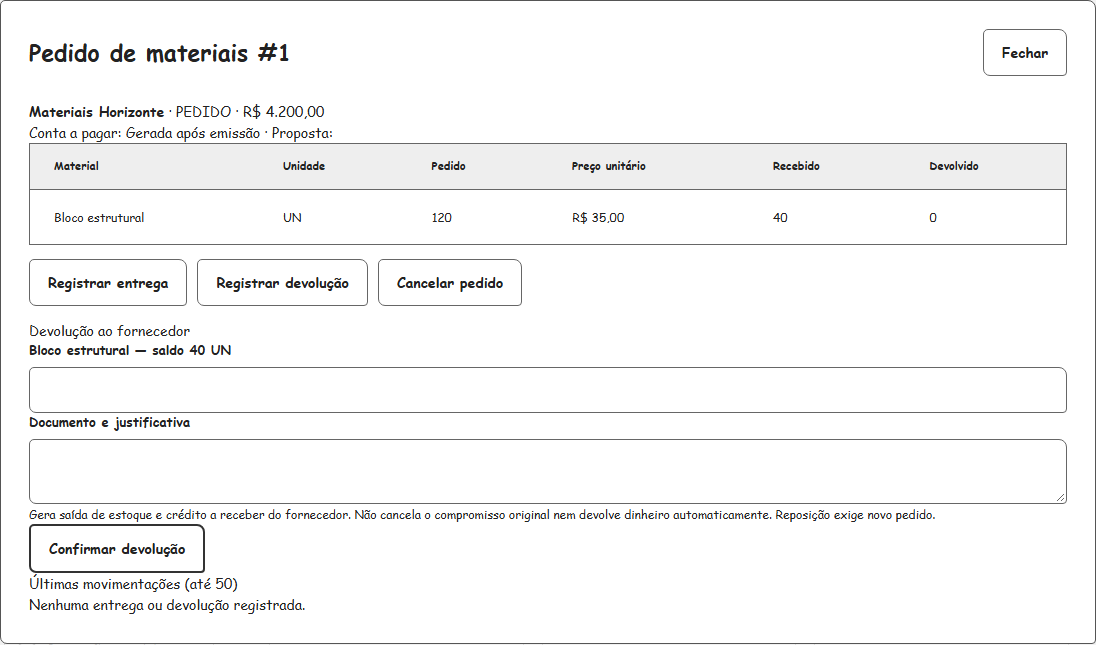 Pedido de materiais #1
Fechar
Materiais Horizonte · PEDIDO · R$ 4.200,00
Conta a pagar: Gerada após emissão · Proposta:
Material Unidade Pedido Preço unitário Recebido Devolvido
Bloco estrutural UN 120 R$ 35,00 40 0
Registrar entrega Registrar devolução Cancelar pedido
Devolução ao fornecedor
Bloco estrutural — saldo 40 UN
Documento e justificativa
Gera saída de estoque e crédito a receber do fornecedor. Não cancela o compromisso original nem devolve dinheiro automaticamente. Reposição exige novo pedido.
Confirmar devolução
Últimas movimentações (até 50)
Nenhuma entrega ou devolução registrada.